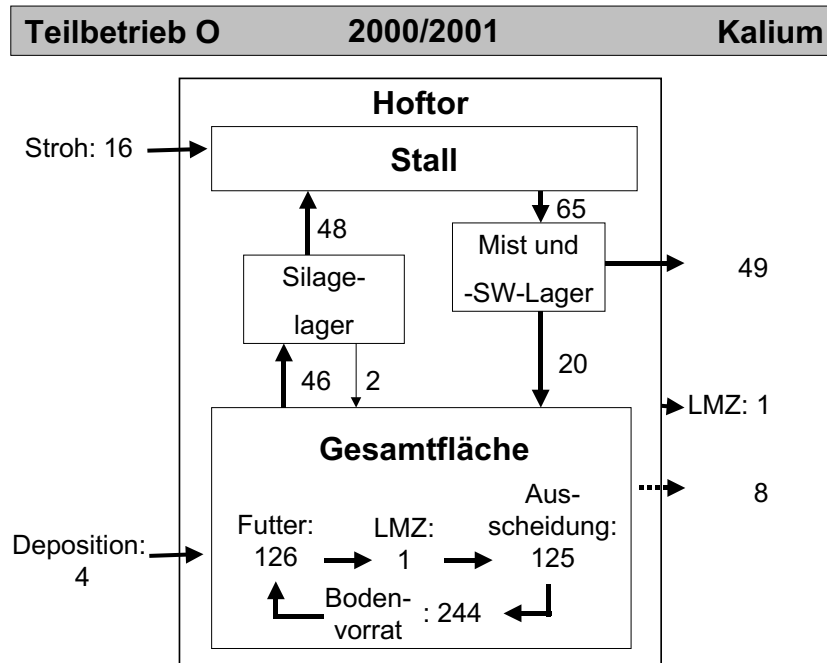 Teilbetrieb O 2000/2001 Kalium
Hoftor
Stroh: 16
Stall
48
65
Silage-
lager
Mist und
-SW-Lager
49
46
2
20
LMZ: 1
Gesamtfläche
8
Deposition:
4
Futter:
126
LMZ:
1
Aus-
scheidung:
125
Boden-
vorrat
: 244